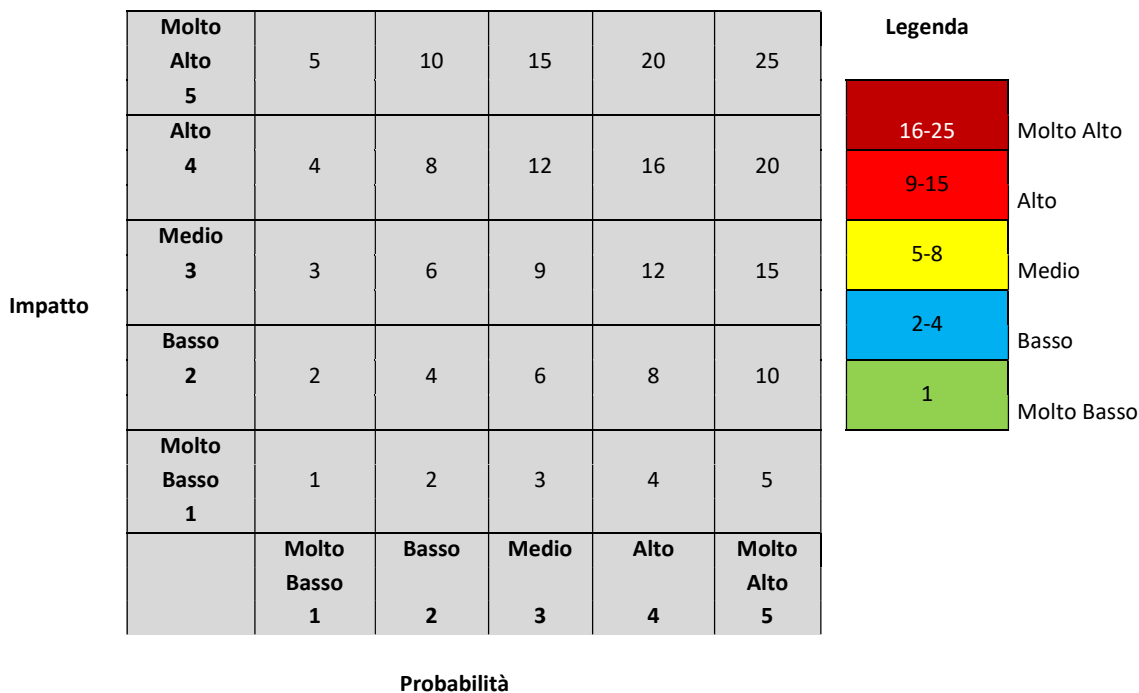 Molto
Alto 5 10 15 20 25
5
Alto
4 4 8 12 16 20
Medio
3 3 6 9 12 15
Impatto
Basso
2 2 4 6 8 10
Molto
Basso 1 2 3 4 5
1
Molto Basso Medio Alto Molto
Basso Alto
1 2 3 4 5
Probabilità
Legenda
16-25 Molto Alto
9-15 Alto
5-8 Medio
2-4 Basso
1 Molto Basso